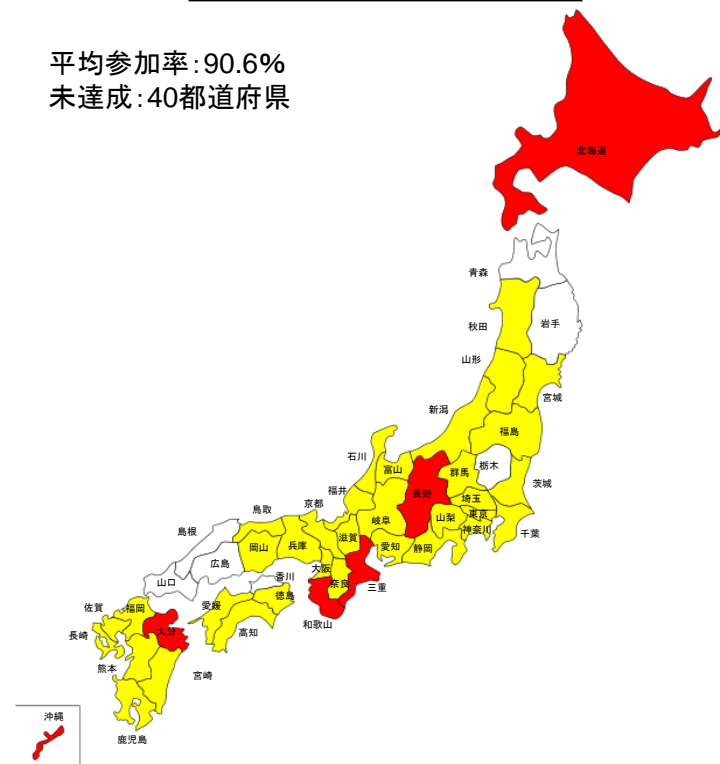 平均参加率:90.6%
未達成:40都道府県
北海道
青森
岩手
秋田
山形
宮城
新潟
福島
石川
富山
群馬
栃木
茨城
福井
長野
埼玉
京都
岐阜
山梨
東京
鳥取
神奈川
千葉
島根
滋賀
愛知
静岡
岡山
兵庫
広島
大阪
奈良
山口
香川
三重
徳島
佐賀
福岡
愛媛
和歌山
長崎
大分
高知
熊本
宮崎
沖縄
鹿児島